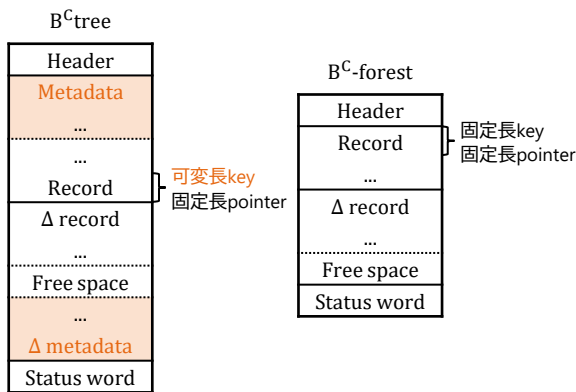 Bᶜtree
Header
Metadata
...
...
Record
可変長key
固定長pointer
Δ record
...
Free space
...
Δ metadata
Status word
Bᶜ-forest
Header
Record
...
固定長key
固定長pointer
Δ record
...
Free space
Status word